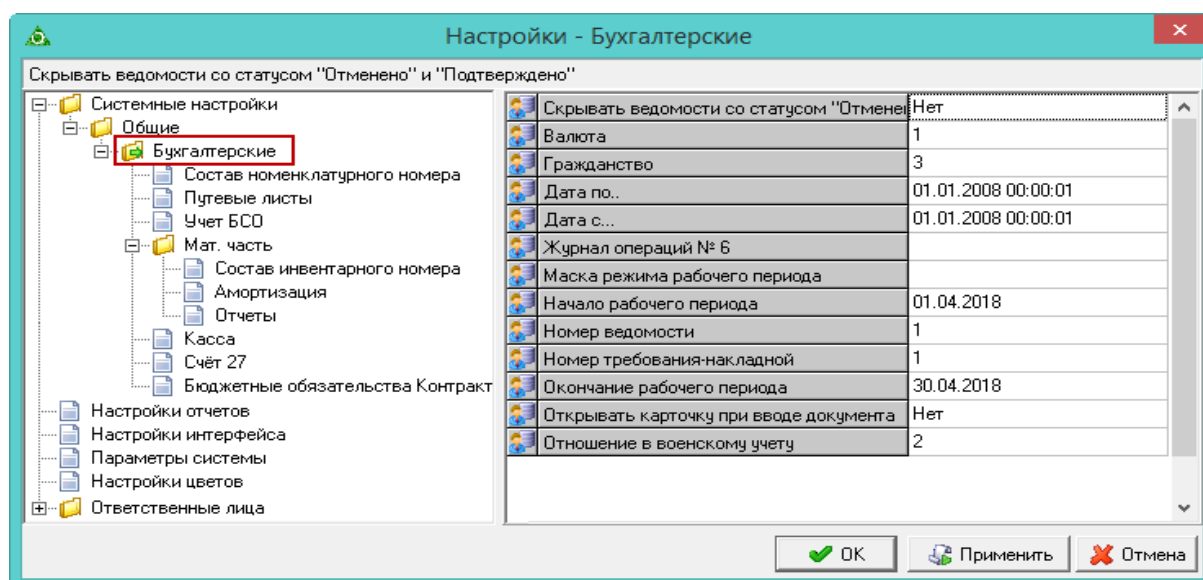 Настройки - Бухгалтерские
Скрывать ведомости со статусом "Отменено" и "Подтверждено"
Системные настройки
Общие
Бухгалтерские
Состав номенклатурного номера
Путевые листы
Учет БСО
Мат. часть
Состав инвентарного номера
Амортизация
Отчеты
Касса
Счёт 27
Бюджетные обязательства Контракт
Настройки отчетов
Настройки интерфейса
Параметры системы
Настройки цветов
Ответственные лица
Скрывать ведомости со статусом "Отменен Нет
Валюта 1
Гражданство 3
Дата по.. 01.01.2008 00:00:01
Дата с... 01.01.2008 00:00:01
Журнал операций № 6
Маска режима рабочего периода
Начало рабочего периода 01.04.2018
Номер ведомости 1
Номер требования-накладной 1
Окончание рабочего периода 30.04.2018
Открывать карточку при вводе документа Нет
Отношение в военскому учету 2
OK Применить Отмена